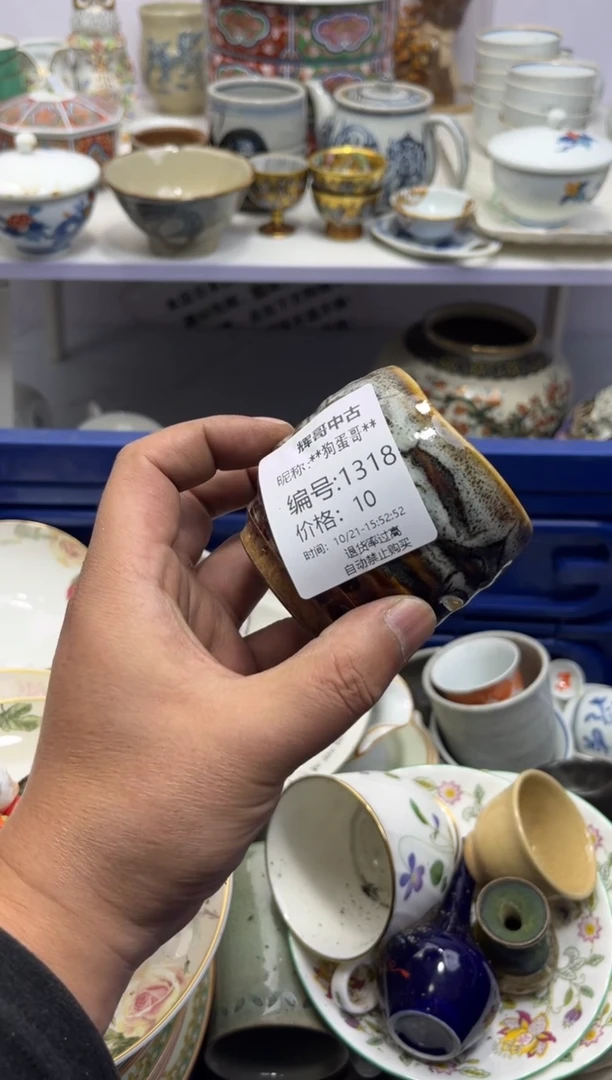 辉哥中古
昵称:**狗蛋哥**
编号:1318
价格: 10
时间: 10/21-15:52:52
退货率过高
自动禁止购买